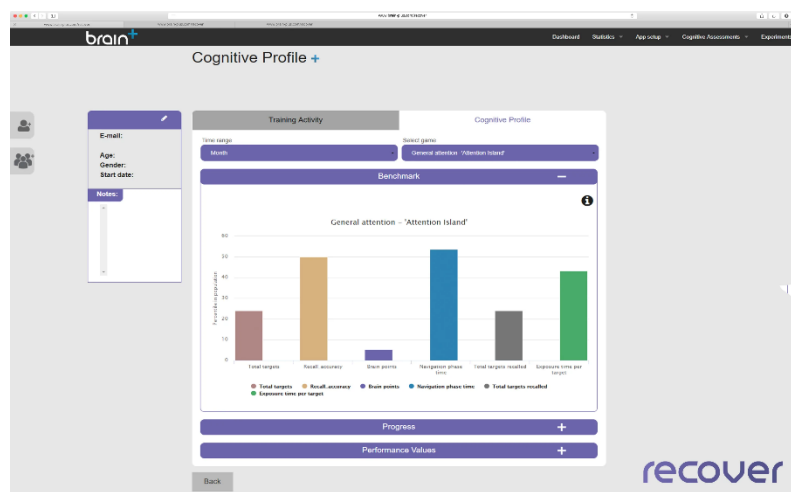 brain+
Dashboard Statistics App setup Cognitive Assessments Experiments
Cognitive Profile +
Training Activity Cognitive Profile
E-mail:
Age:
Gender:
Start date:
Notes:
Time range Select game
Month General attention 'Attention Island'
Benchmark
General attention – 'Attention Island'
60
50
40
30
20
10
0
Total targets Recall accuracy Brain points Navigation phase time Total targets recalled Exposure time per target
Total targets Recall accuracy Brain points Navigation phase time Total targets recalled
Exposure time per target
Progress
Performance Values
Back
recover